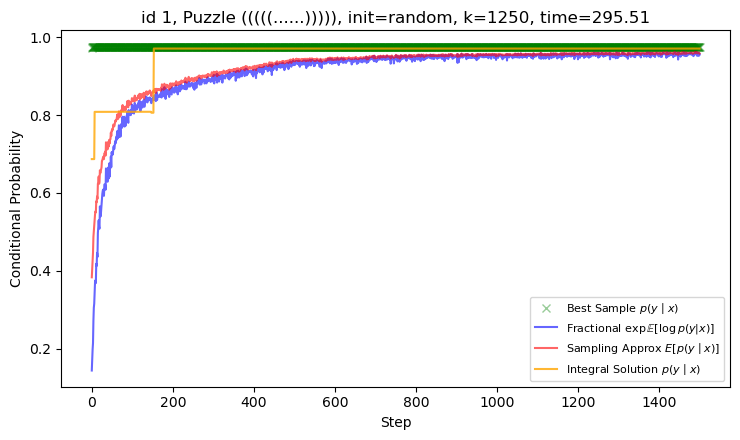 id 1, Puzzle (((((......))))), init=random, k=1250, time=295.51
Conditional Probability
1.0
0.8
0.6
0.4
0.2
Best Sample p(y | x)
Fractional exp𝔼[log p(y|x)]
Sampling Approx E[p(y | x)]
Integral Solution p(y | x)
0 200 400 600 800 1000 1200 1400
Step